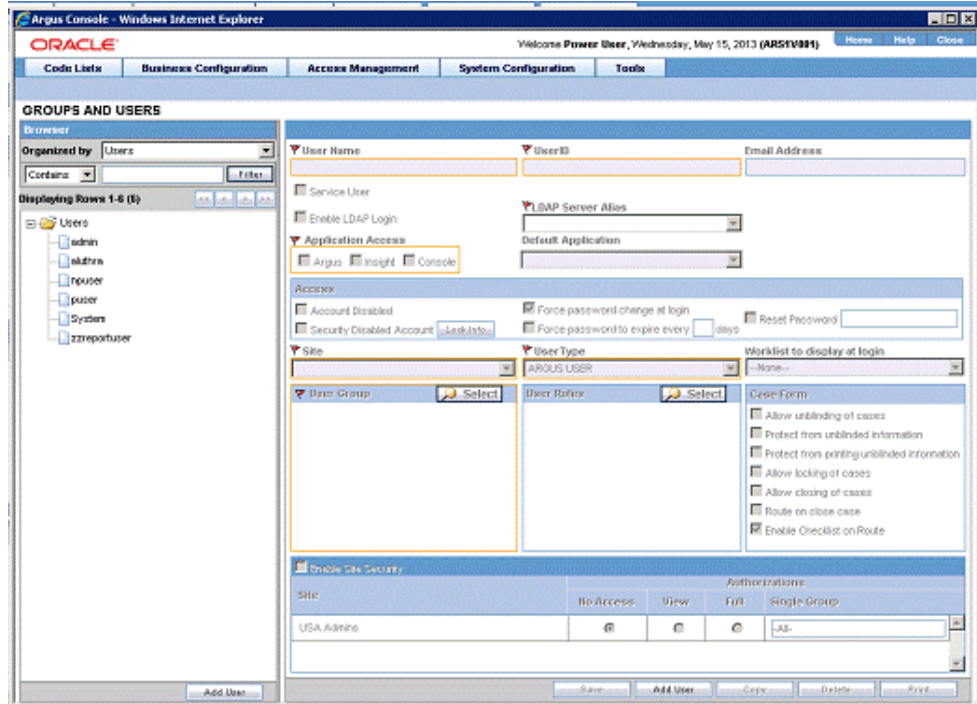 Argus Console - Windows Internet Explorer
ORACLE
Welcome Power User, Wednesday, May 15, 2013 (ARS1V001)
Home Help Close
Code Lists Business Configuration Access Management System Configuration Tools
GROUPS AND USERS
Browser
Organized by Users
Contains Filter
Displaying Rows 1-6 (6)
<< < > >>
Users
admin
aluthra
npuser
puser
System
zzreportuser
Add User
User Name UserID Email Address
Service User
Enable LDAP Login
LDAP Server Alias
Application Access Default Application
Argus Insight Console
Access
Account Disabled Force password change at login
Security Disabled Account Lock Info. Force password to expire every days Reset Password
Site User Type Worklist to display at login
ARGUS USER --None--
User Group Select User Roles Select Case Form
Allow unblinding of cases
Protect from unblinded information
Protect from printing unblinded information
Allow locking of cases
Allow closing of cases
Route on close case
Enable Checklist on Route
Enable Site Security
Authorizations
Site No Access View Full Single Group
USA Admins -All-
Save Add User Copy Delete Print